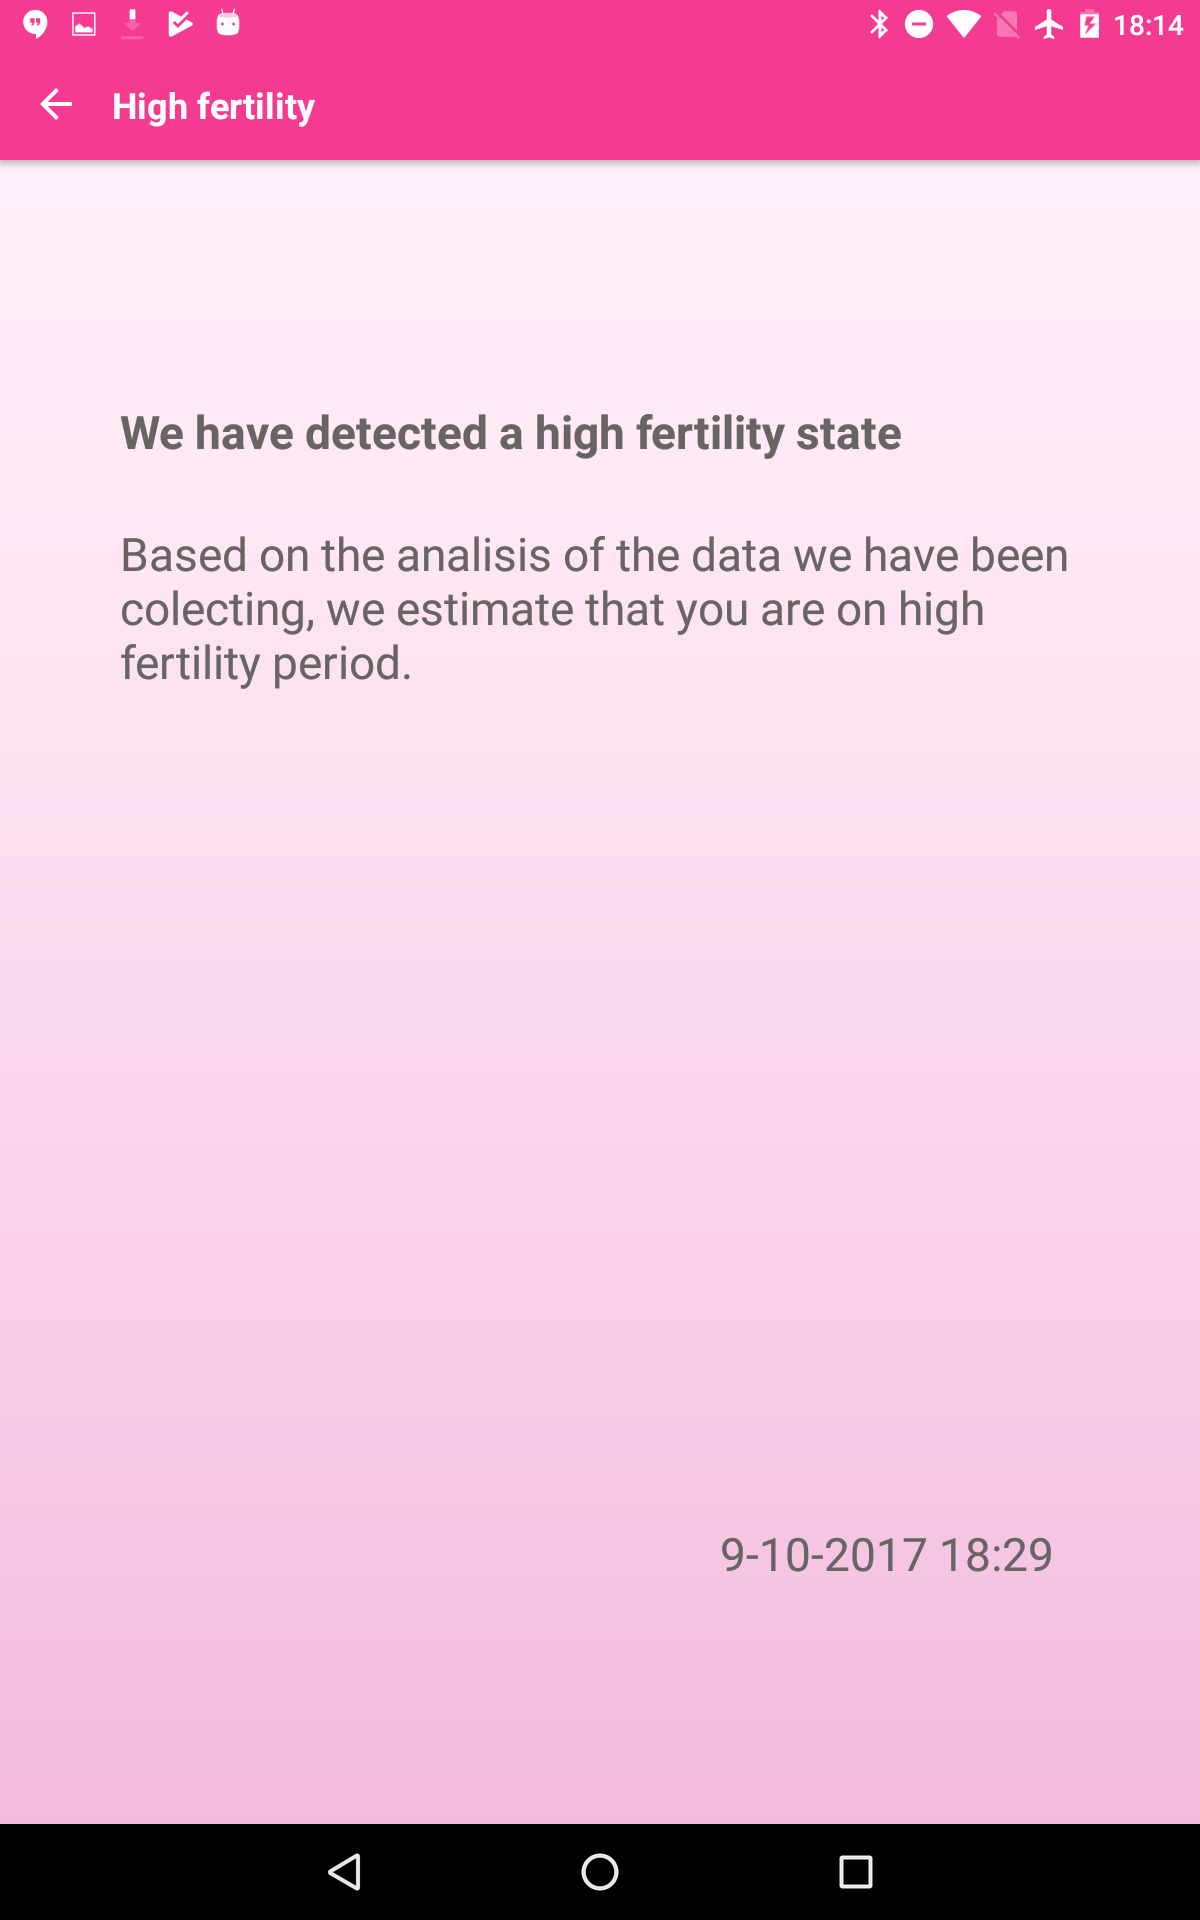 18:14
High fertility
We have detected a high fertility state
Based on the analisis of the data we have been
colecting, we estimate that you are on high
fertility period.
9-10-2017 18:29